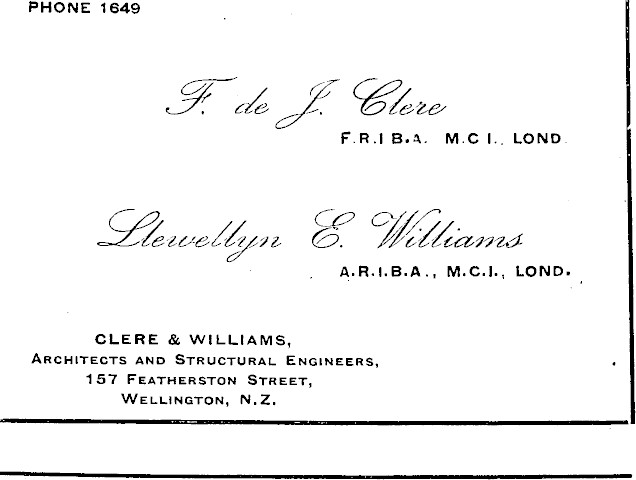 PHONE 1649
F. de J. Clere
F.R.I B.A. M.C I., LOND.
Llewellyn E. Williams
A.R.I.B.A., M.C.I., LOND.
CLERE & WILLIAMS,
ARCHITECTS AND STRUCTURAL ENGINEERS,
157 FEATHERSTON STREET,
WELLINGTON, N.Z.